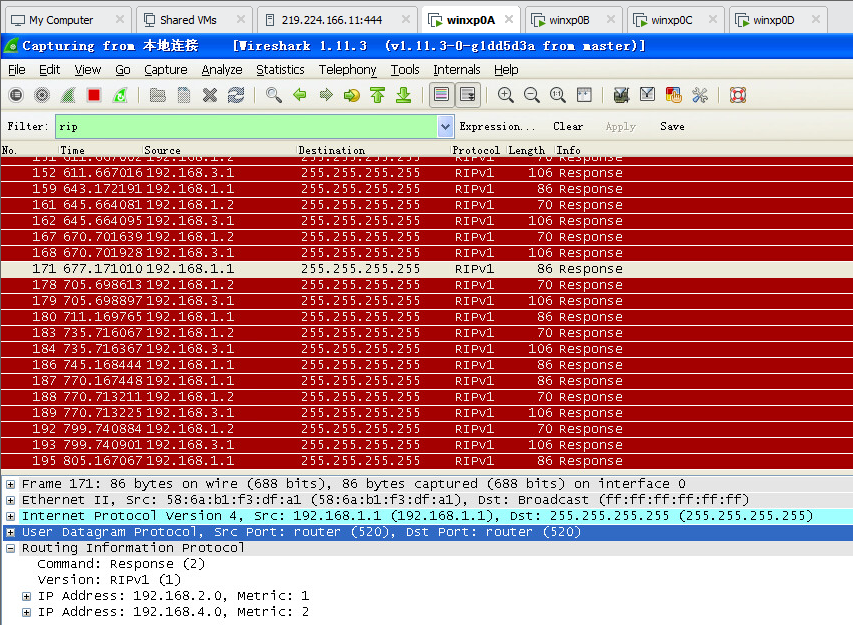 My Computer Shared VMs 219.224.166.11:444 winxp0A winxp0B winxp0C winxp0D
Capturing from 本地连接 [Wireshark 1.11.3 (v1.11.3-0-g1dd5d3a from master)]
File Edit View Go Capture Analyze Statistics Telephony Tools Internals Help
Filter: rip Expression... Clear Apply Save
No. Time Source Destination Protocol Length Info
151 611.667002 192.168.1.2 255.255.255.255 RIPv1 70 Response
152 611.667016 192.168.3.1 255.255.255.255 RIPv1 106 Response
159 643.172191 192.168.1.1 255.255.255.255 RIPv1 86 Response
161 645.664081 192.168.1.2 255.255.255.255 RIPv1 70 Response
162 645.664095 192.168.3.1 255.255.255.255 RIPv1 106 Response
167 670.701639 192.168.1.2 255.255.255.255 RIPv1 70 Response
168 670.701928 192.168.3.1 255.255.255.255 RIPv1 106 Response
171 677.171010 192.168.1.1 255.255.255.255 RIPv1 86 Response
178 705.698613 192.168.1.2 255.255.255.255 RIPv1 70 Response
179 705.698897 192.168.3.1 255.255.255.255 RIPv1 106 Response
180 711.169765 192.168.1.1 255.255.255.255 RIPv1 86 Response
183 735.716067 192.168.1.2 255.255.255.255 RIPv1 70 Response
184 735.716367 192.168.3.1 255.255.255.255 RIPv1 106 Response
186 745.168444 192.168.1.1 255.255.255.255 RIPv1 86 Response
187 770.167448 192.168.1.1 255.255.255.255 RIPv1 86 Response
188 770.713211 192.168.1.2 255.255.255.255 RIPv1 70 Response
189 770.713225 192.168.3.1 255.255.255.255 RIPv1 106 Response
192 799.740884 192.168.1.2 255.255.255.255 RIPv1 70 Response
193 799.740901 192.168.3.1 255.255.255.255 RIPv1 106 Response
195 805.167067 192.168.1.1 255.255.255.255 RIPv1 86 Response
Frame 171: 86 bytes on wire (688 bits), 86 bytes captured (688 bits) on interface 0
Ethernet II, Src: 58:6a:b1:f3:df:a1 (58:6a:b1:f3:df:a1), Dst: Broadcast (ff:ff:ff:ff:ff:ff)
Internet Protocol Version 4, Src: 192.168.1.1 (192.168.1.1), Dst: 255.255.255.255 (255.255.255.255)
User Datagram Protocol, Src Port: router (520), Dst Port: router (520)
Routing Information Protocol
Command: Response (2)
Version: RIPv1 (1)
IP Address: 192.168.2.0, Metric: 1
IP Address: 192.168.4.0, Metric: 2